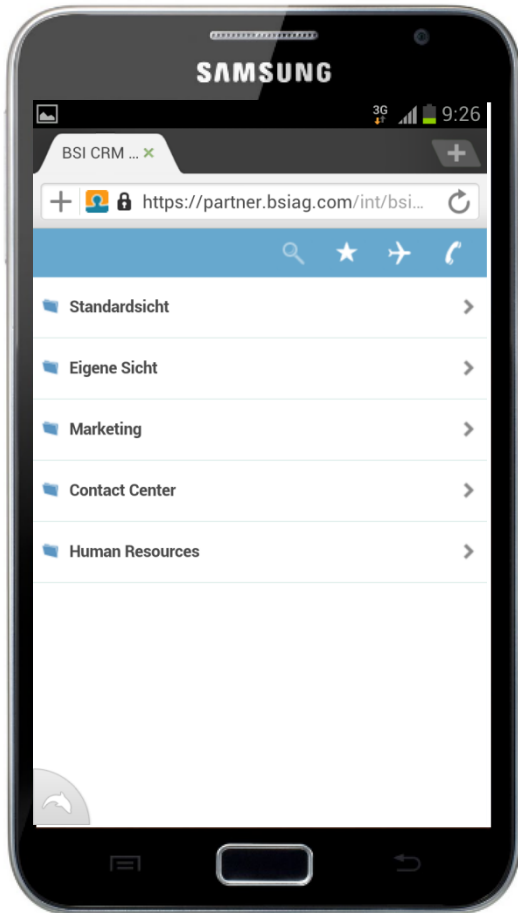 SAMSUNG
3G 9:26
BSI CRM ...
https://partner.bsiag.com/int/bsi...
Standardsicht
Eigene Sicht
Marketing
Contact Center
Human Resources